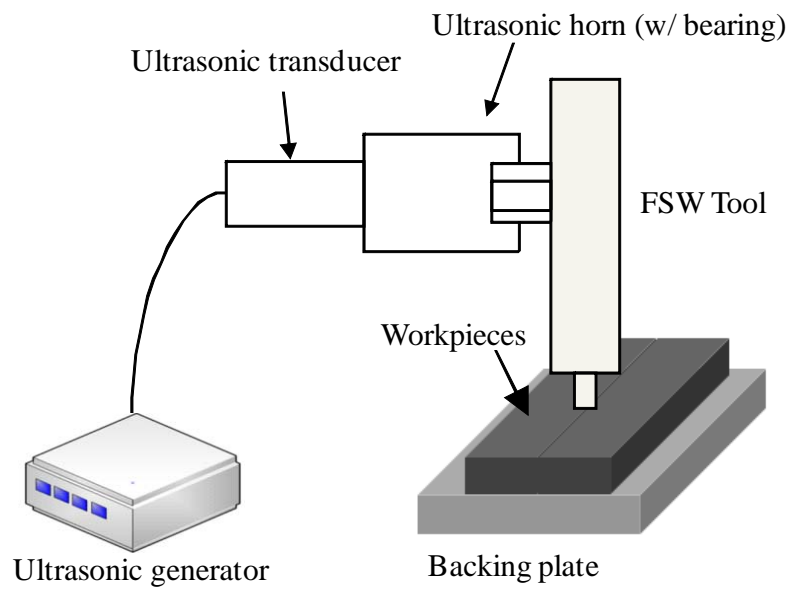 Ultrasonic horn (w/ bearing)
Ultrasonic transducer
FSW Tool
Workpieces
Ultrasonic generator
Backing plate